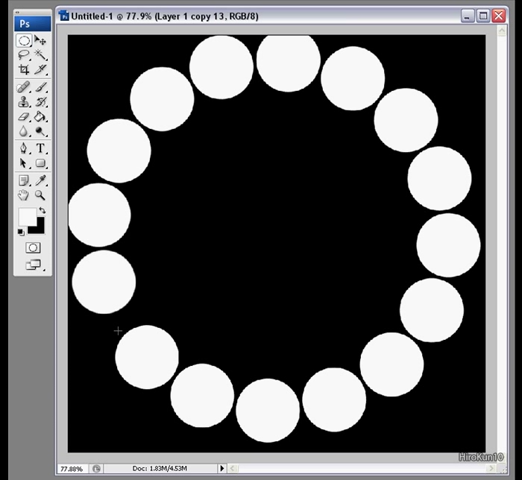 Ps
Untitled-1 @ 77.9% (Layer 1 copy 13, RGB/8)
T
77.88%
Doc: 1.83M/4.53M
HiroKun10